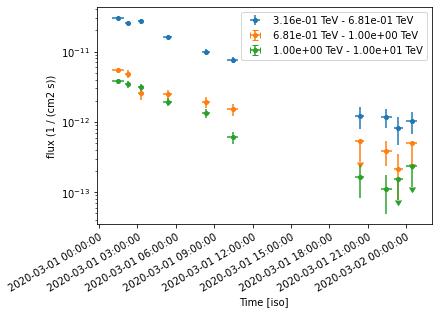 3.16e-01 TeV - 6.81e-01 TeV
6.81e-01 TeV - 1.00e+00 TeV
1.00e+00 TeV - 1.00e+01 TeV
flux (1 / (cm2 s))
10⁻¹¹
10⁻¹²
10⁻¹³
2020-03-01 00:00:00
2020-03-01 03:00:00
2020-03-01 06:00:00
2020-03-01 09:00:00
2020-03-01 12:00:00
2020-03-01 15:00:00
2020-03-01 18:00:00
2020-03-01 21:00:00
2020-03-02 00:00:00
Time [iso]